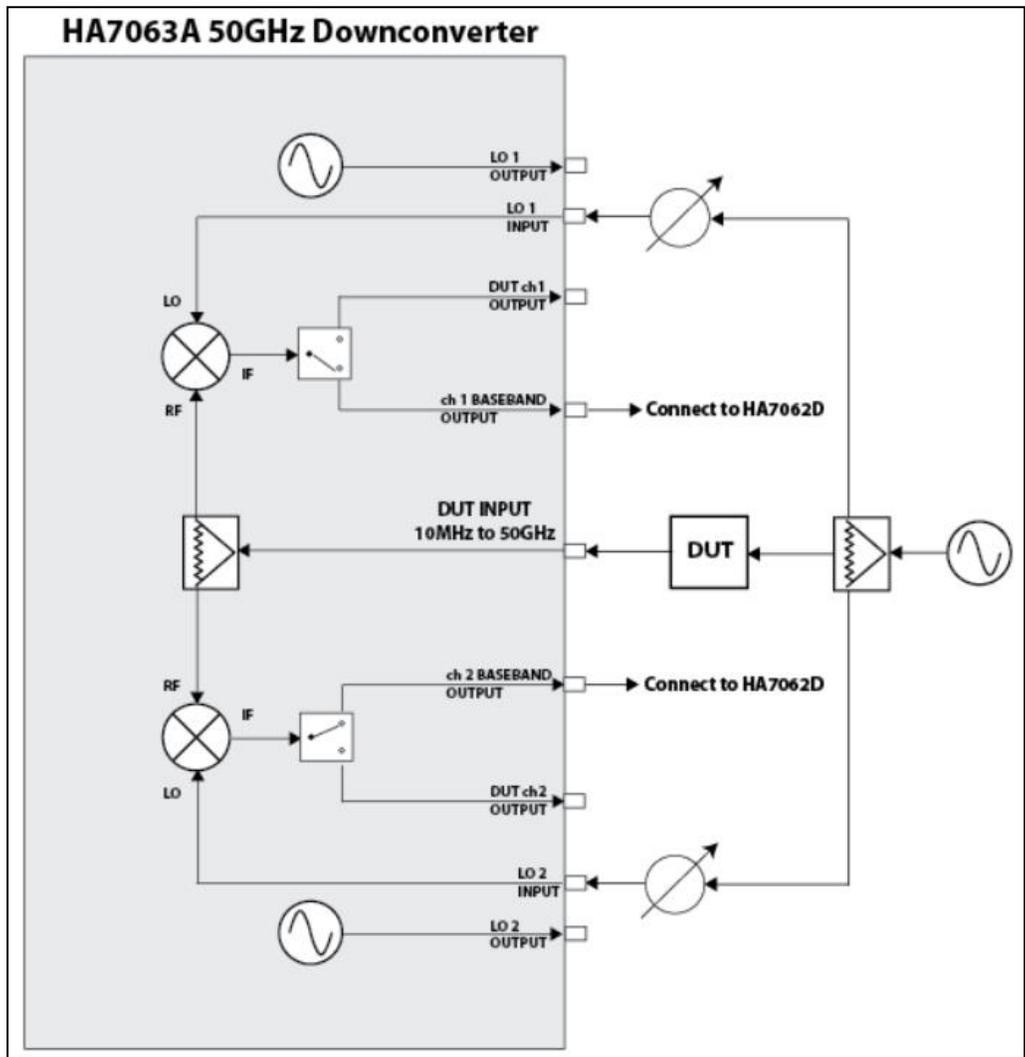 HA7063A 50GHz Downconverter
LO 1
OUTPUT
LO 1
INPUT
LO
DUT ch1
OUTPUT
IF
RF
ch 1 BASEBAND
OUTPUT
Connect to HA7062D
DUT INPUT
10MHz to 50GHz
DUT
RF
ch 2 BASEBAND
OUTPUT
Connect to HA7062D
IF
LO
DUT ch2
OUTPUT
LO 2
INPUT
LO 2
OUTPUT